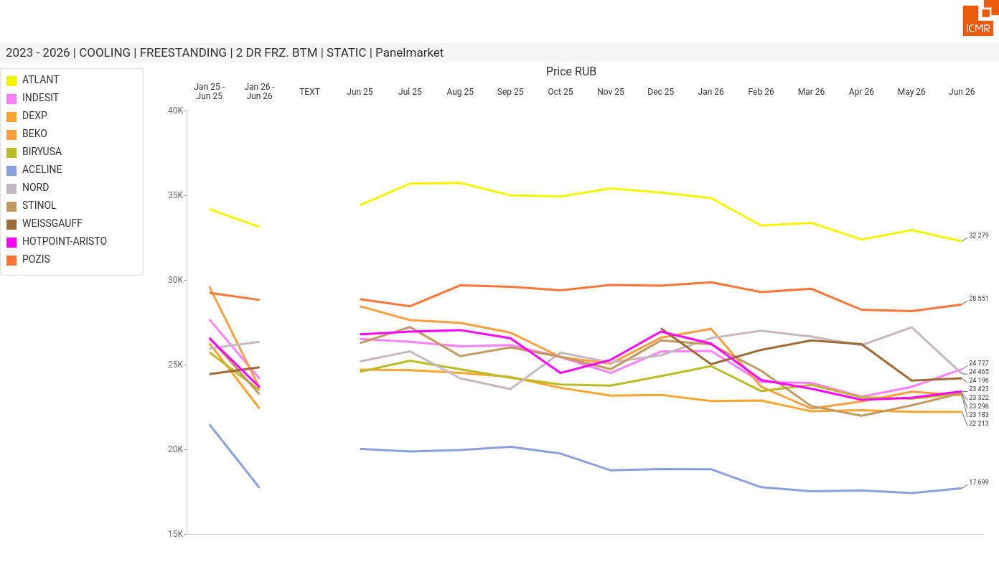 ICMR
2023 - 2026 | COOLING | FREESTANDING | 2 DR FRZ. BTM | STATIC | Panelmarket
ATLANT
INDESIT
DEXP
BEKO
BIRYUSA
ACELINE
NORD
STINOL
WEISSGAUFF
HOTPOINT-ARISTO
POZIS
Price RUB
Jan 25 - Jun 25
Jan 26 - Jun 26
TEXT
Jun 25
Jul 25
Aug 25
Sep 25
Oct 25
Nov 25
Dec 25
Jan 26
Feb 26
Mar 26
Apr 26
May 26
Jun 26
40K
35K
30K
25K
20K
15K
32 279
28 551
24 727
24 465
24 196
23 423
23 322
23 296
23 183
22 213
17 699